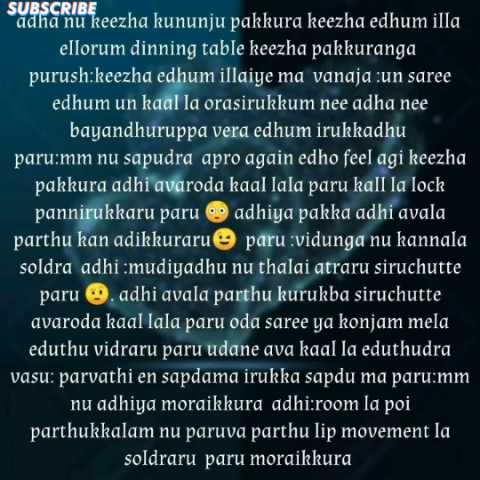 SUBSCRIBE
adha nu keezha kununju pakkura keezha edhum illa
ellorum dinning table keezha pakkuranga
purush:keezha edhum illaiye ma vanaja :un saree
edhum un kaal la orasirukkum nee adha nee
bayandhuruppa vera edhum irukkadhu
paru:mm nu sapudra apro again edho feel agi keezha
pakkura adhi avaroda kaal lala paru kall la lock
pannirukkaru paru 😳 adhiya pakka adhi avala
parthu kan adikkuraru😉 paru :vidunga nu kannala
soldra adhi :mudiyadhu nu thalai atraru siruchutte
paru 🤨. adhi avala parthu kurukba siruchutte
avaroda kaal lala paru oda saree ya konjam mela
eduthu vidraru paru udane ava kaal la eduthudra
vasu: parvathi en sapdama irukka sapdu ma paru:mm
nu adhiya moraikkura adhi:room la poi
parthukkalam nu paruva parthu lip movement la
soldraru paru moraikkura